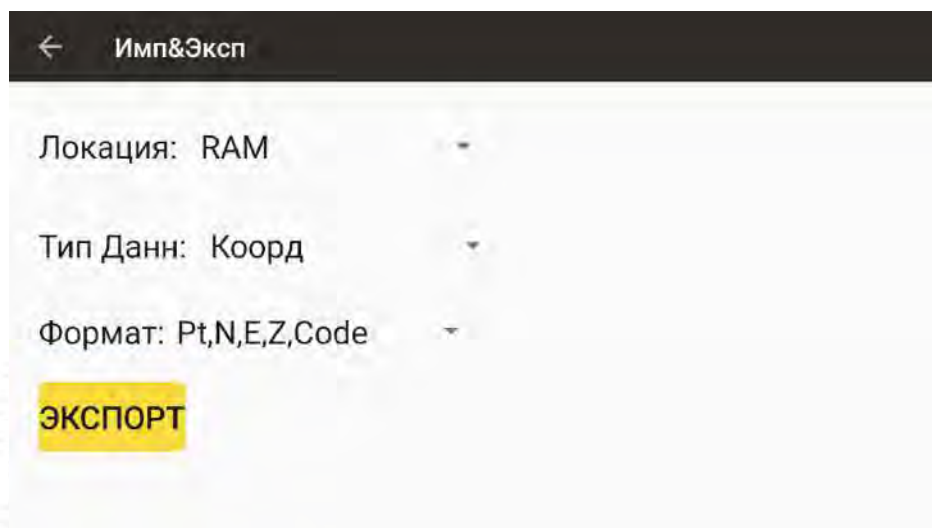 Имп&Эксп
Локация: RAM
Тип Данн: Коорд
Формат: Pt,N,E,Z,Code
ЭКСПОРТ